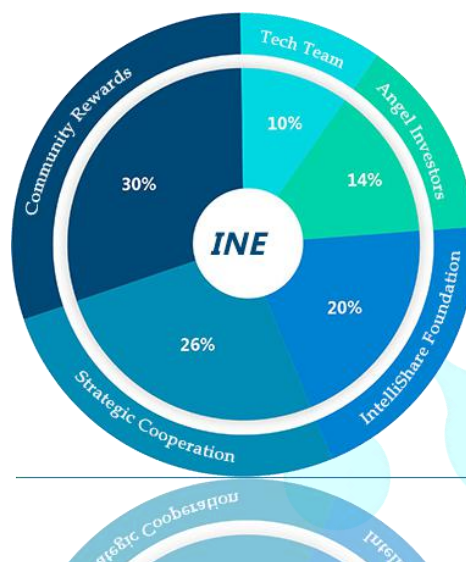 Tech Team
10%
Angel Investors
14%
IntelliShare Foundation
20%
Strategic Cooperation
26%
Community Rewards
30%
INE